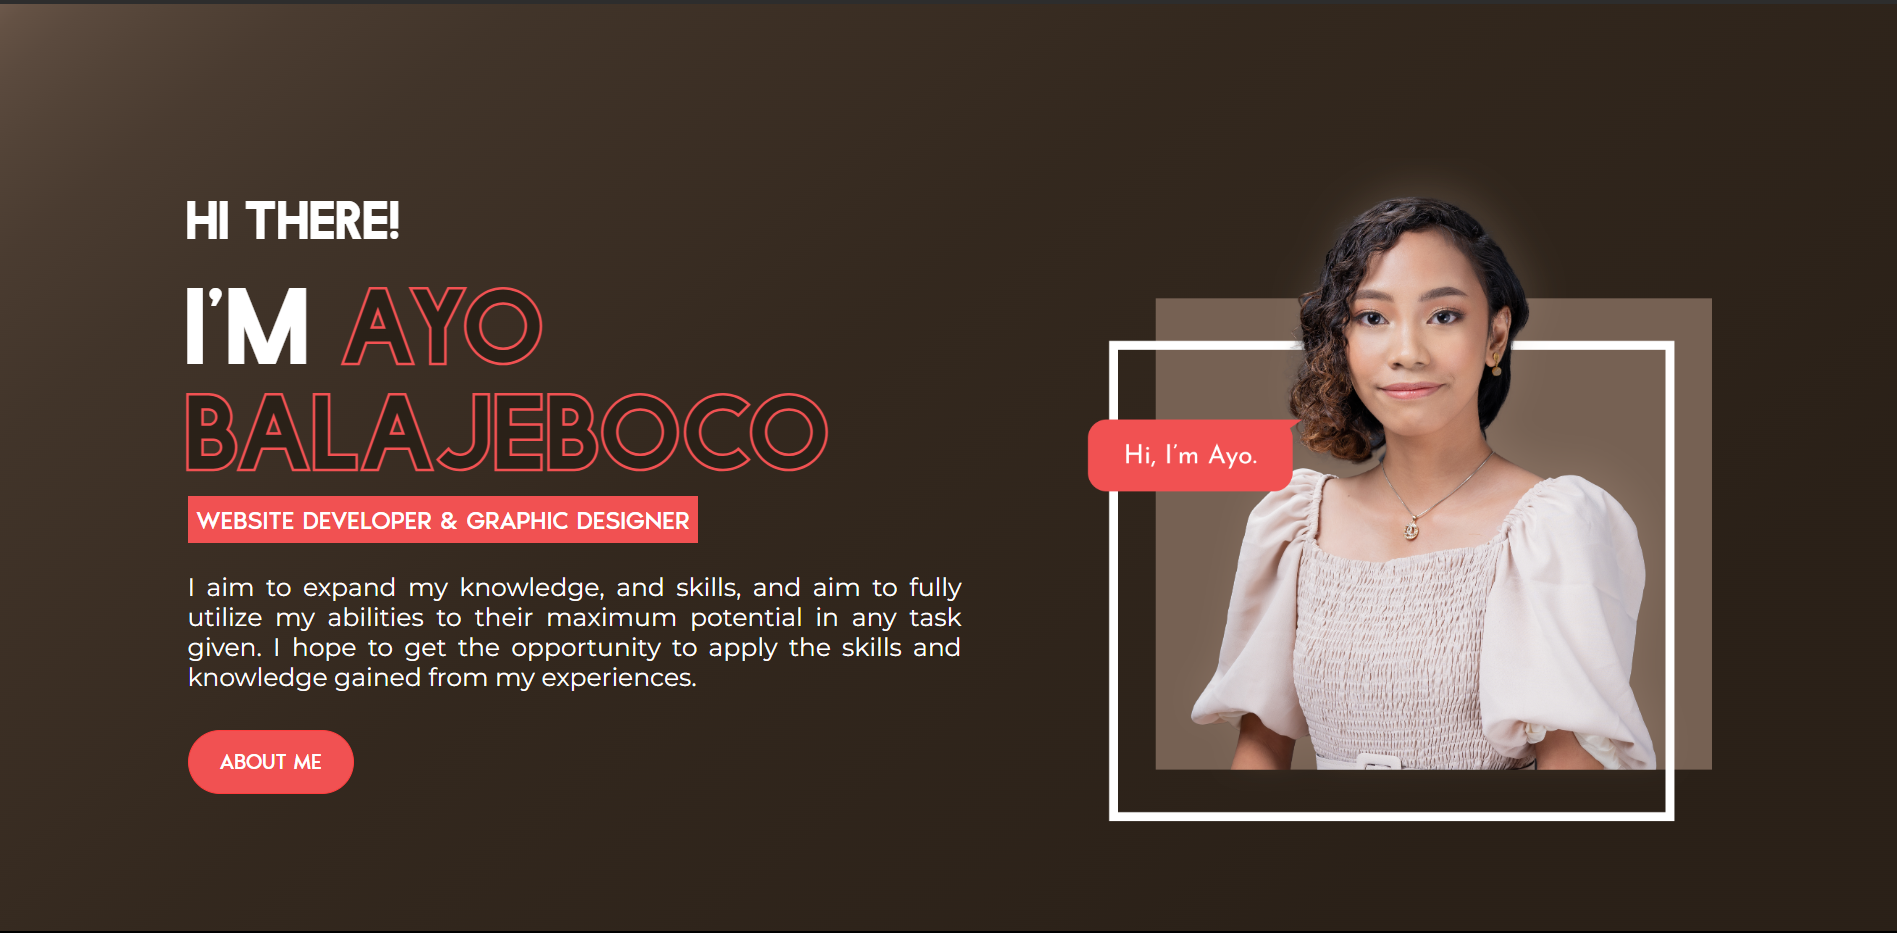 HI THERE!
I'M AYO
BALAJEBOCO
WEBSITE DEVELOPER & GRAPHIC DESIGNER
I aim to expand my knowledge, and skills, and aim to fully
utilize my abilities to their maximum potential in any task
given. I hope to get the opportunity to apply the skills and
knowledge gained from my experiences.
ABOUT ME
Hi, I'm Ayo.